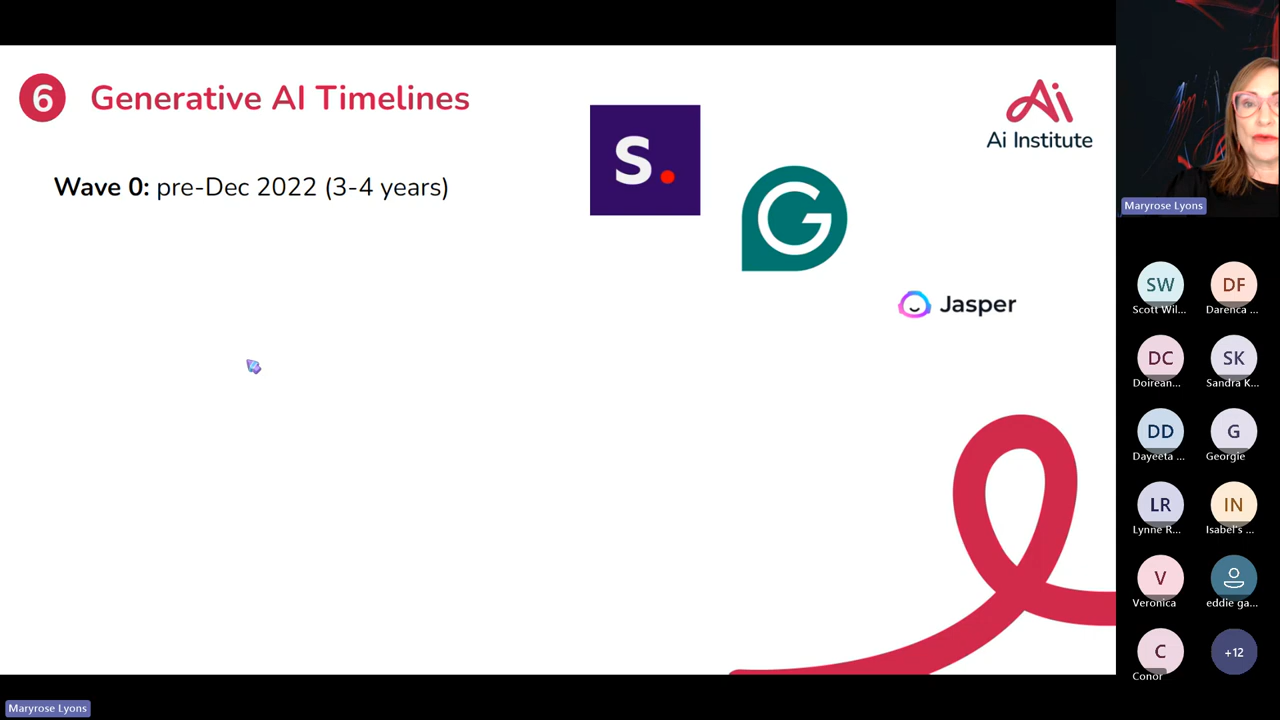 6 Generative AI Timelines
S.
Ai
Ai Institute
Wave 0: pre-Dec 2022 (3-4 years)
G
Jasper
Maryrose Lyons
SW
DF
Scott Wil...
Darenca ...
DC
SK
Doirean...
Sandra K...
DD
G
Dayeeta ...
Georgie
LR
IN
Lynne R...
Isabel's ...
V
Veronica
eddie ga...
C
+12
Conor
Maryrose Lyons